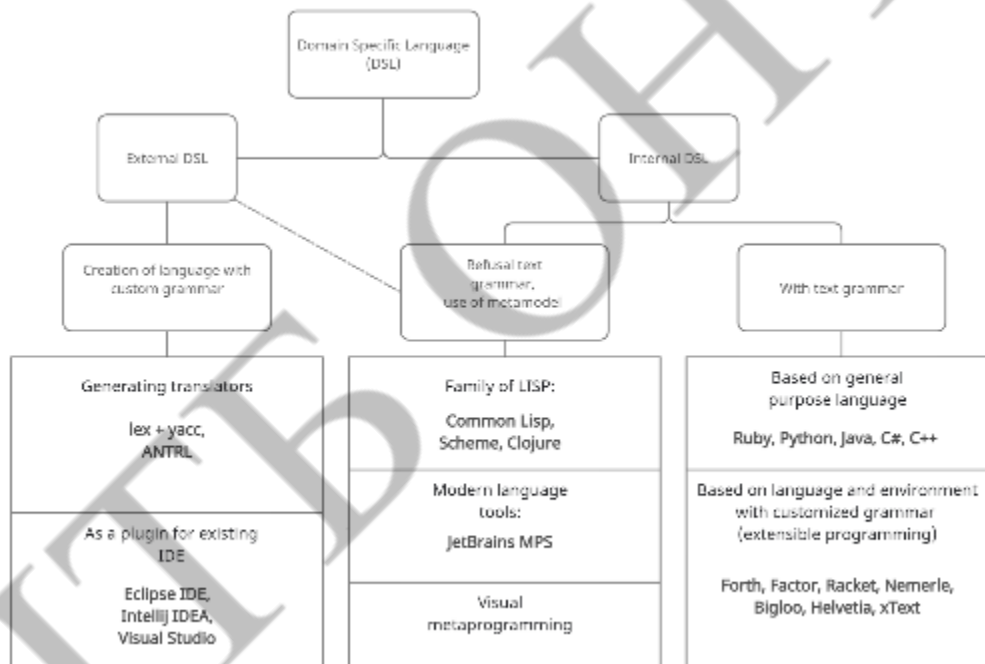 Domain Specific Language
(DSL)
External DSL
Internal DSL
Creation of language with
custom grammar
Refusal text
grammar,
use of metamodel
With text grammar
Generating translators
lex + yacc,
ANTRL
As a plugin for existing
IDE
Eclipse IDE,
Intellij IDEA,
Visual Studio
Family of LISP:
Common Lisp,
Scheme, Clojure
Modern language
tools:
JetBrains MPS
Visual
metaprogramming
Based on general
purpose language
Ruby, Python, Java, C#, C++
Based on language and environment
with customized grammar
(extensible programming)
Forth, Factor, Racket, Nemerle,
Bigloo, Helvetia, xText